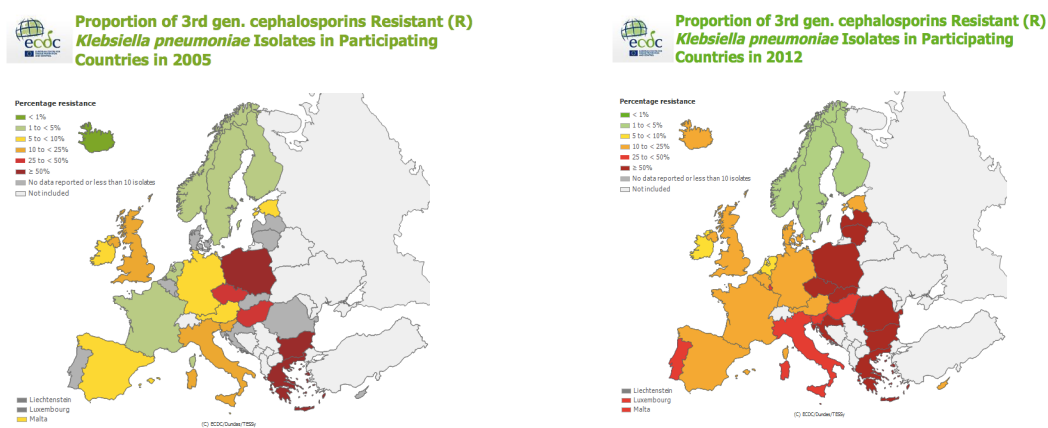 Proportion of 3rd gen. cephalosporins Resistant (R)
Klebsiella pneumoniae Isolates in Participating
Countries in 2005
ecdc
Percentage resistance
< 1%
1 to < 5%
5 to < 10%
10 to < 25%
25 to < 50%
≥ 50%
No data reported or less than 10 isolates
Not included
Liechtenstein
Luxembourg
Malta
(C) ECDC/Dundas/TESSy
Proportion of 3rd gen. cephalosporins Resistant (R)
Klebsiella pneumoniae Isolates in Participating
Countries in 2012
ecdc
Percentage resistance
< 1%
1 to < 5%
5 to < 10%
10 to < 25%
25 to < 50%
≥ 50%
No data reported or less than 10 isolates
Not included
Liechtenstein
Luxembourg
Malta
(C) ECDC/Dundas/TESSy